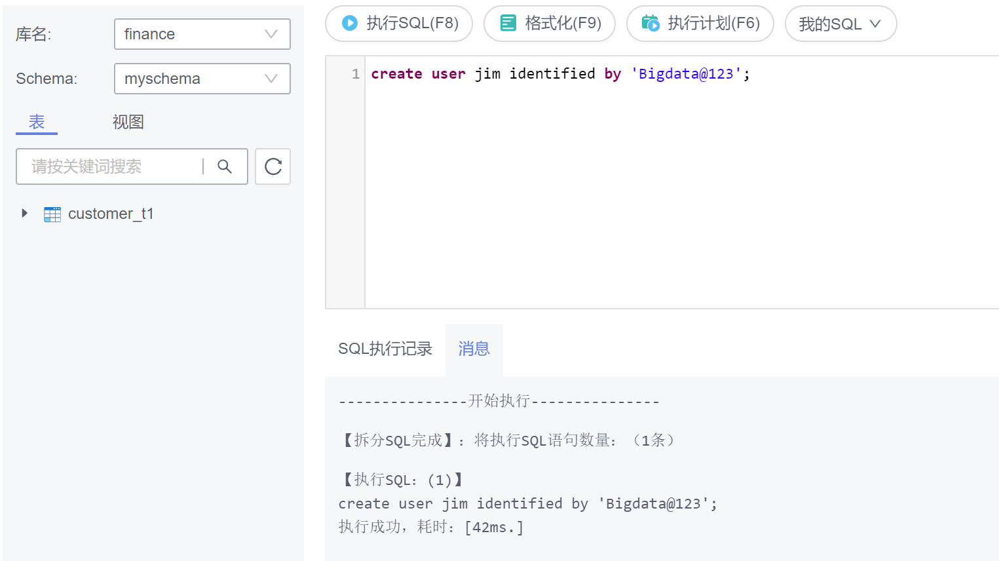 库名:
finance
Schema:
myschema
表
视图
请按关键词搜索
customer_t1
执行SQL(F8)
格式化(F9)
执行计划(F6)
我的SQL
1
create user jim identified by 'Bigdata@123';
SQL执行记录
消息
---------------开始执行---------------
【拆分SQL完成】：将执行SQL语句数量：（1条）
【执行SQL：(1)】
create user jim identified by 'Bigdata@123';
执行成功，耗时：[42ms.]